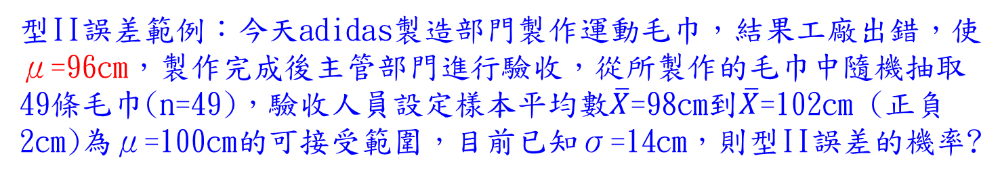 型II誤差範例：今天adidas製造部門製作運動毛巾，結果工廠出錯，使
μ=96cm，製作完成後主管部門進行驗收，從所製作的毛巾中隨機抽取
49條毛巾(n=49)，驗收人員設定樣本平均數X̄=98cm到X̄=102cm（正負
2cm)為μ=100cm的可接受範圍，目前已知σ=14cm，則型II誤差的機率?